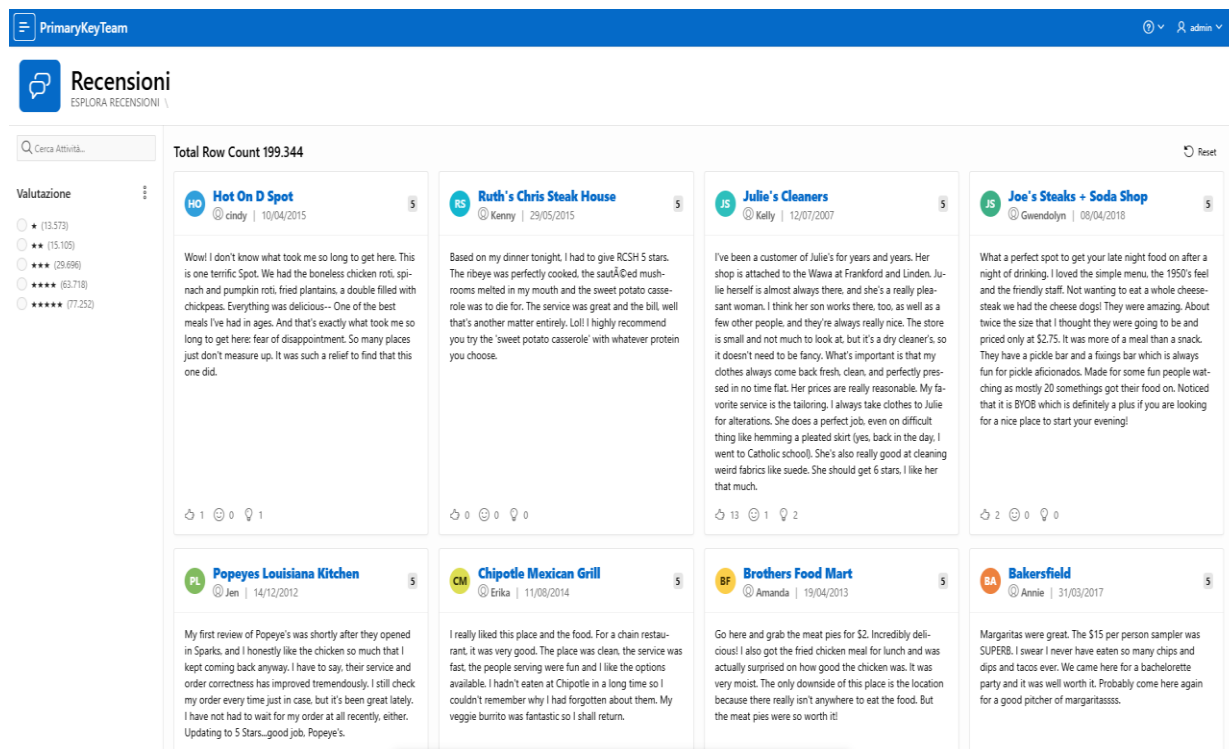 PrimaryKeyTeam
admin
Recensioni
ESPLORA RECENSIONI \
Cerca Attività...
Total Row Count 199.344
Reset
Valutazione
★ (13.573)
★★ (15.105)
★★★ (29.696)
★★★★ (63.718)
★★★★★ (77.252)
HO Hot On D Spot 5
cindy | 10/04/2015
Wow! I don't know what took me so long to get here. This
is one terrific Spot. We had the boneless chicken roti, spi-
nach and pumpkin roti, fried plantains, a double filled with
chickpeas. Everything was delicious-- One of the best
meals I've had in ages. And that's exactly what took me so
long to get here: fear of disappointment. So many places
just don't measure up. It was such a relief to find that this
one did.
1 0 1
RS Ruth's Chris Steak House 5
Kenny | 29/05/2015
Based on my dinner tonight, I had to give RCSH 5 stars.
The ribeye was perfectly cooked, the sautÃ©ed mush-
rooms melted in my mouth and the sweet potato casse-
role was to die for. The service was great and the bill, well
that's another matter entirely. Lol! I highly recommend
you try the 'sweet potato casserole' with whatever protein
you choose.
0 0 0
JS Julie's Cleaners 5
Kelly | 12/07/2007
I've been a customer of Julie's for years and years. Her
shop is attached to the Wawa at Frankford and Linden. Ju-
lie herself is almost always there, and she's a really plea-
sant woman. I think her son works there, too, as well as a
few other people, and they're always really nice. The store
is small and not much to look at, but it's a dry cleaner's, so
it doesn't need to be fancy. What's important is that my
clothes always come back fresh, clean, and perfectly pres-
sed in no time flat. Her prices are really reasonable. My fa-
vorite service is the tailoring. I always take clothes to Julie
for alterations. She does a perfect job, even on difficult
thing like hemming a pleated skirt (yes, back in the day, I
went to Catholic school). She's also really good at cleaning
weird fabrics like suede. She should get 6 stars, I like her
that much.
13 1 2
JS Joe's Steaks + Soda Shop 5
Gwendolyn | 08/04/2018
What a perfect spot to get your late night food on after a
night of drinking. I loved the simple menu, the 1950's feel
and the friendly staff. Not wanting to eat a whole cheese-
steak we had the cheese dogs! They were amazing. About
twice the size that I thought they were going to be and
priced only at $2.75. It was more of a meal than a snack.
They have a pickle bar and a fixings bar which is always
fun for pickle aficionados. Made for some fun people wat-
ching as mostly 20 somethings got their food on. Noticed
that it is BYOB which is definitely a plus if you are looking
for a nice place to start your evening!
2 0 0
PL Popeyes Louisiana Kitchen 5
Jen | 14/12/2012
My first review of Popeye's was shortly after they opened
in Sparks, and I honestly like the chicken so much that I
kept coming back anyway. I have to say, their service and
order correctness has improved tremendously. I still check
my order every time just in case, but it's been great lately.
I have not had to wait for my order at all recently, either.
Updating to 5 Stars...good job, Popeye's.
CM Chipotle Mexican Grill 5
Erika | 11/08/2014
I really liked this place and the food. For a chain restau-
rant, it was very good. The place was clean, the service was
fast, the people serving were fun and I like the options
available. I hadn't eaten at Chipotle in a long time so I
couldn't remember why I had forgotten about them. My
veggie burrito was fantastic so I shall return.
BF Brothers Food Mart 5
Amanda | 19/04/2013
Go here and grab the meat pies for $2. Incredibly deli-
cious! I also got the fried chicken meal for lunch and was
actually surprised on how good the chicken was. It was
very moist. The only downside of this place is the location
because there really isn't anywhere to eat the food. But
the meat pies were so worth it!
BA Bakersfield 5
Annie | 31/03/2017
Margaritas were great. The $15 per person sampler was
SUPERB. I swear I never have eaten so many chips and
dips and tacos ever. We came here for a bachelorette
party and it was well worth it. Probably come here again
for a good pitcher of margaritassss.